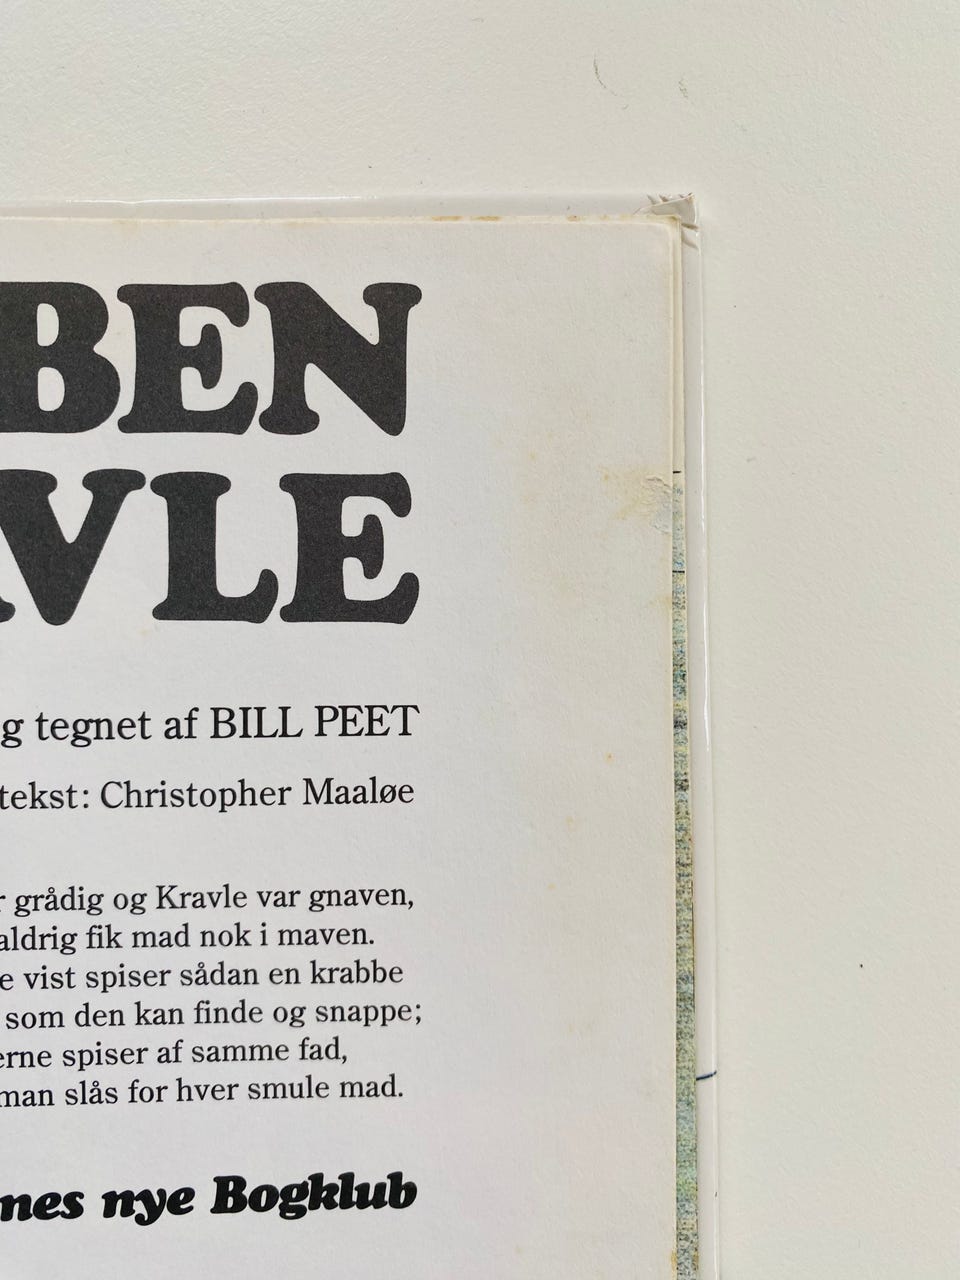 BEN
AVLE
g tegnet af BILL PEET
tekst: Christopher Maaløe
r grådig og Kravle var gnaven,
aldrig fik mad nok i maven.
e vist spiser sådan en krabbe
som den kan finde og snappe;
erne spiser af samme fad,
man slås for hver smule mad.
nes nye Bogklub